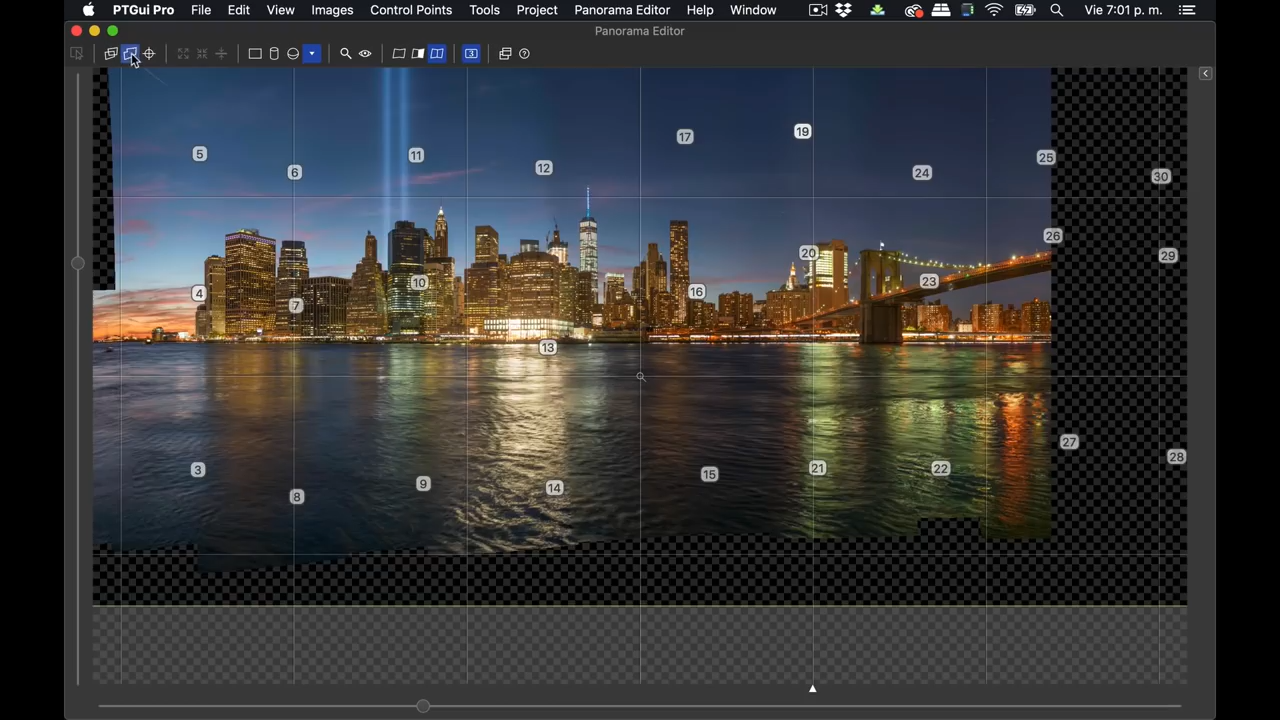 PTGui Pro File Edit View Images Control Points Tools Project Panorama Editor Help Window Vie 7:01 p. m.
Panorama Editor
3
5 6 11 12 17 19 24 25 30
4 7 10 13 16 20 23 26 29
3 8 9 14 15 21 22 27 28